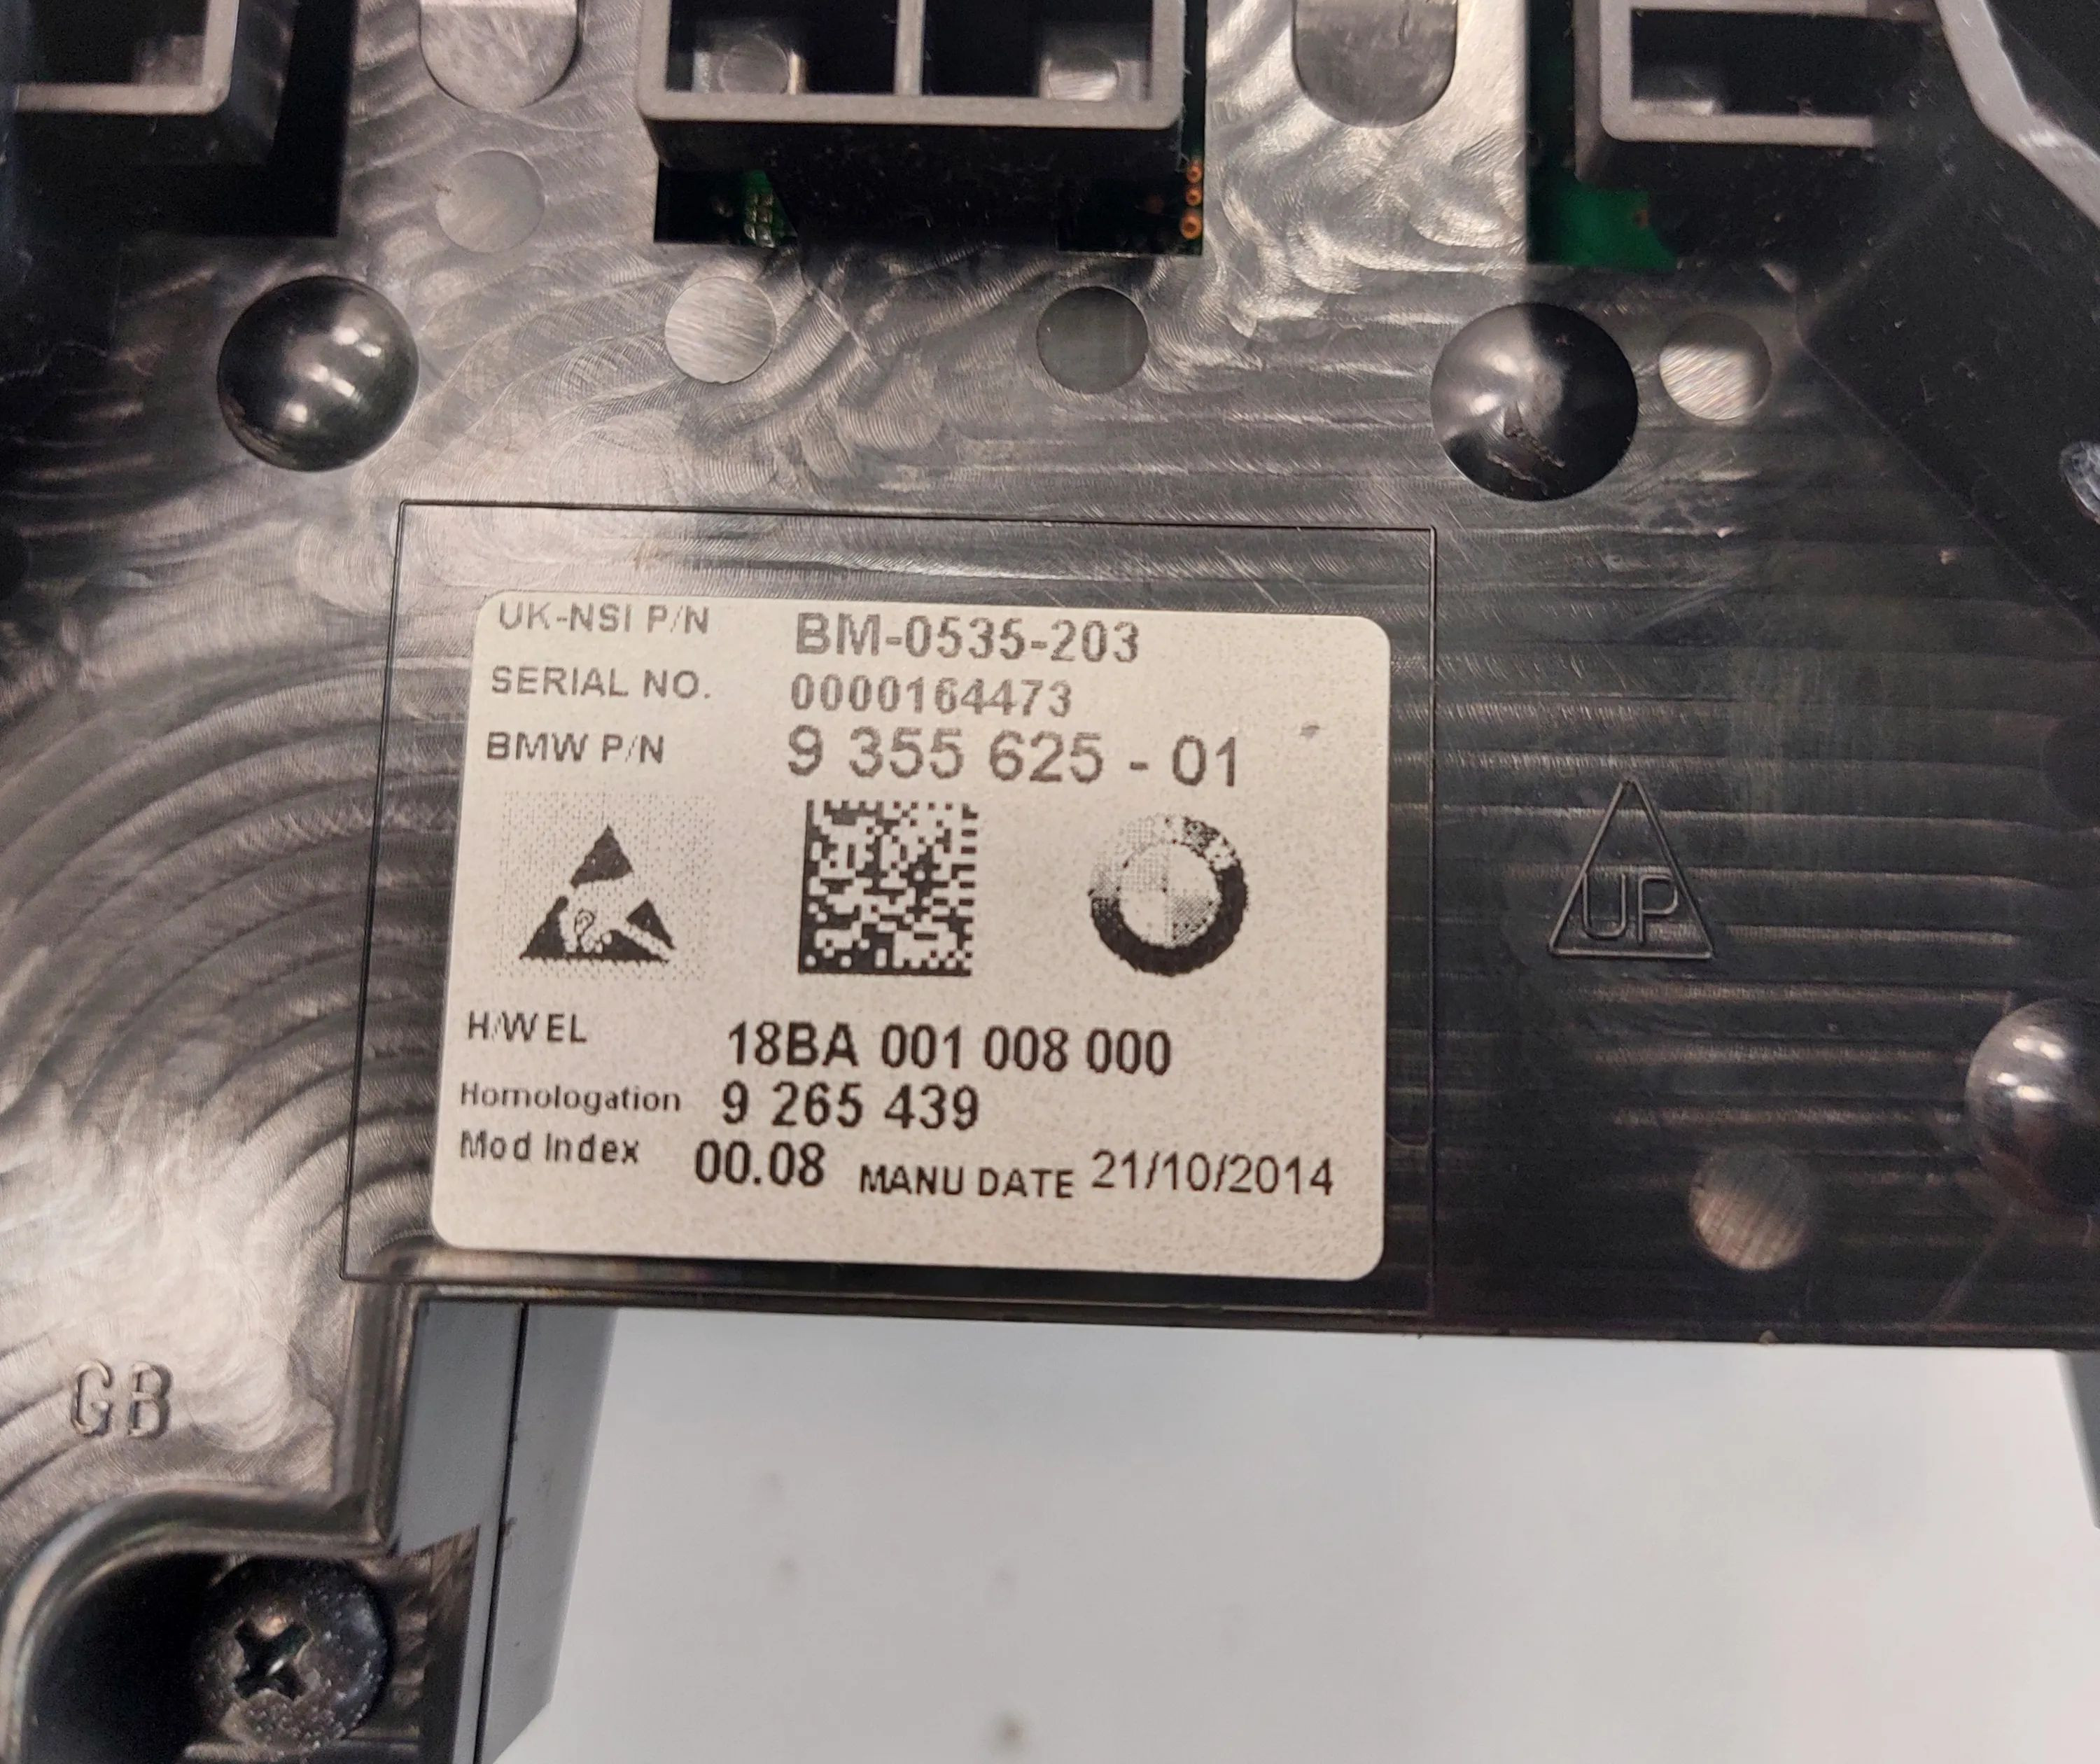 UK-NSI P/N BM-0535-203
SERIAL NO. 0000164473
BMW P/N 9 355 625 - 01
H/W EL 18BA 001 008 000
Homologation 9 265 439
Mod Index 00.08 MANU DATE 21/10/2014
UP
GB